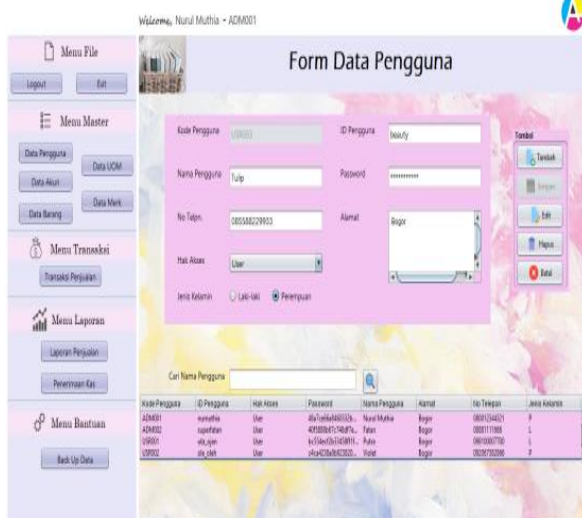 Welcome, Nurul Muthia - ADM001
Menu File
Logout Exit
Menu Master
Data Pengguna
Data UOM
Data Akun
Data Merk
Data Barang
Menu Transaksi
Transaksi Penjualan
Menu Laporan
Laporan Penjualan
Penerimaan Kas
Menu Bantuan
Back Up Data
Form Data Pengguna
Kode Pengguna USR003 ID Pengguna beauty
Nama Pengguna Tulip Password ***********
No Telpn. 085588229933 Alamat Bogor
Hak Akses User
Jenis Kelamin Laki-laki Perempuan
Tombol
Tambah
Simpan
Edit
Hapus
Batal
Cari Nama Pengguna
Kode Pengguna ID Pengguna Hak Akses Password Nama Pengguna Alamat No Telepon Jenis Kelamin
ADM001 User Nurul Muthia Bogor P
ADM002 User Fatan Bogor L
USR001 User Putra Bogor L
USR002 User Violet Bogor P